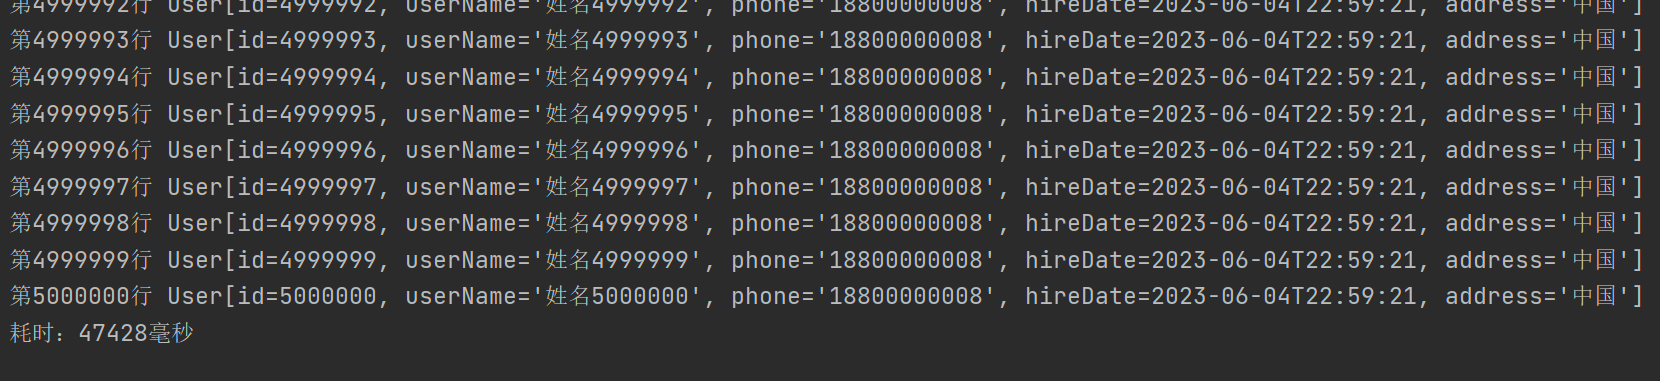 第4999992行 User[id=4999992, userName='姓名4999992', phone='18800000008', hireDate=2023-06-04T22:59:21, address='中国']
第4999993行 User[id=4999993, userName='姓名4999993', phone='18800000008', hireDate=2023-06-04T22:59:21, address='中国']
第4999994行 User[id=4999994, userName='姓名4999994', phone='18800000008', hireDate=2023-06-04T22:59:21, address='中国']
第4999995行 User[id=4999995, userName='姓名4999995', phone='18800000008', hireDate=2023-06-04T22:59:21, address='中国']
第4999996行 User[id=4999996, userName='姓名4999996', phone='18800000008', hireDate=2023-06-04T22:59:21, address='中国']
第4999997行 User[id=4999997, userName='姓名4999997', phone='18800000008', hireDate=2023-06-04T22:59:21, address='中国']
第4999998行 User[id=4999998, userName='姓名4999998', phone='18800000008', hireDate=2023-06-04T22:59:21, address='中国']
第4999999行 User[id=4999999, userName='姓名4999999', phone='18800000008', hireDate=2023-06-04T22:59:21, address='中国']
第5000000行 User[id=5000000, userName='姓名5000000', phone='18800000008', hireDate=2023-06-04T22:59:21, address='中国']
耗时：47428毫秒